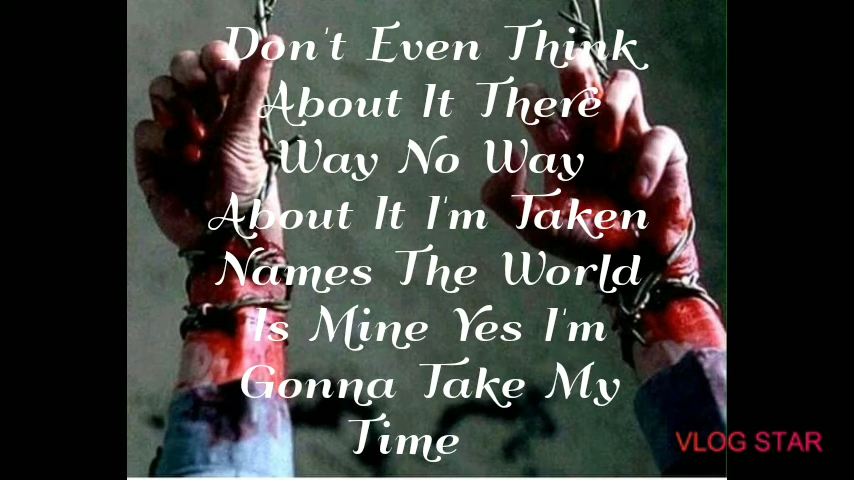 Don't Even Think
About It There
Way No Way
About It I'm Taken
Names The World
Is Mine Yes I'm
Gonna Take My
Time
VLOG STAR